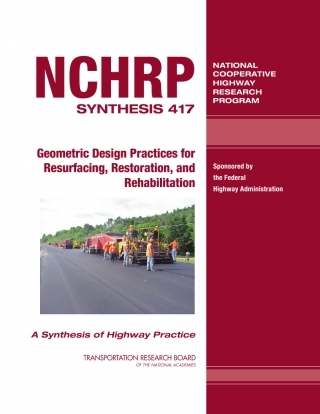 NCHRP
SYNTHESIS 417
NATIONAL
COOPERATIVE
HIGHWAY
RESEARCH
PROGRAM
Geometric Design Practices for
Resurfacing, Restoration, and
Rehabilitation
Sponsored by
the Federal
Highway Administration
A Synthesis of Highway Practice
TRANSPORTATION RESEARCH BOARD
OF THE NATIONAL ACADEMIES